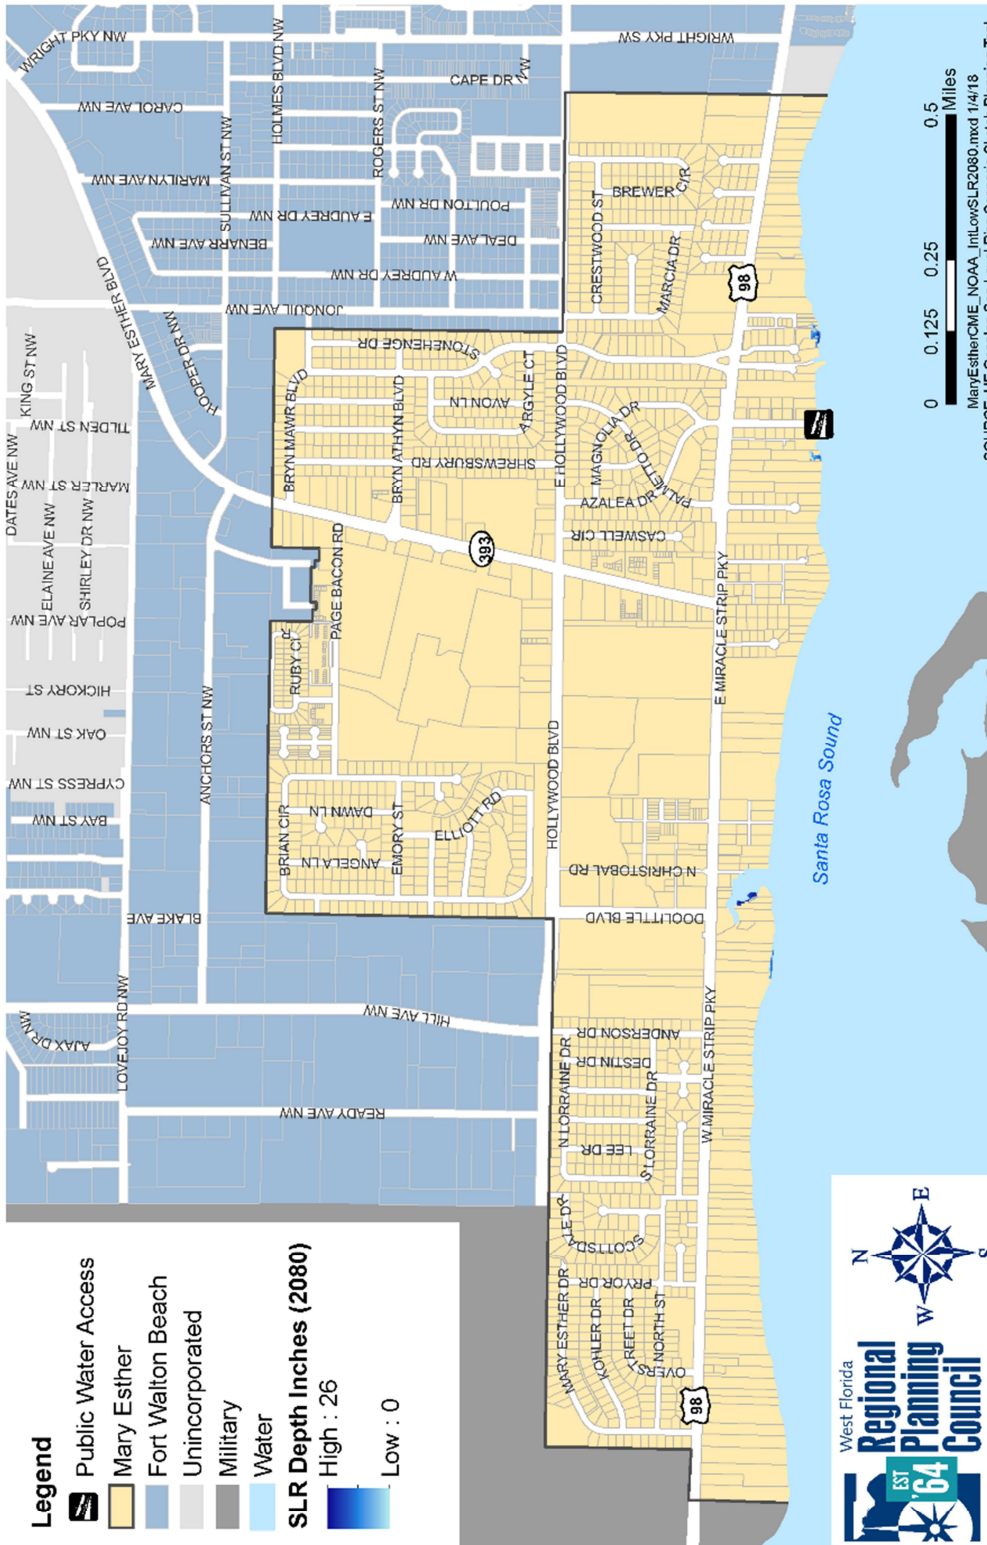 Legend
Public Water Access
Mary Esther
Fort Walton Beach
Unincorporated
Military
Water
SLR Depth Inches (2080)
High : 26
Low : 0
WRIGHT PKY NW
CAROL AVE NW
MARILYN AVE NW
BENARR AVE NW
SULLIVAN ST NW
HOLMES BLVD NW
ROGERS ST NW
CAPE DR NW
WRIGHT PKY SW
E AUDREY DR NW
W AUDREY DR NW
POULTON DR NW
DEAL AVE NW
JONQUIL AVE NW
MARY ESTHER BLVD
HOOPER DR NW
KING ST NW
TILDEN ST NW
DATES AVE NW
MARLER ST NW
ELAINE AVE NW
SHIRLEY DR NW
POPLAR AVE NW
HICKORY ST
OAK ST NW
CYPRESS ST NW
BAY ST NW
ANCHORS ST NW
BLAKE AVE
LOVEJOY RD NW
AJAX DR NW
HILL AVE NW
READY AVE NW
STONEHENGE DR
BRYN MAWR BLVD
BRYN ATHYN BLVD
AVON LN
ARGYLE CT
SHREWSBURY RD
393
PAGE BACON RD
RUBY CIR
BRIAN CIR
DAWN LN
ANGELA LN
EMORY ST
ELLIOTT RD
HOLLYWOOD BLVD
E HOLLYWOOD BLVD
CRESTWOOD ST
BREWER CIR
MARCIA DR
MAGNOLIA DR
PALMETTO DR
AZALEA DR
PALMETTO DR
CASWELL CIR
98
E MIRACLE STRIP PKY
N CHRISTOBAL RD
DOOLITTLE BLVD
W MIRACLE STRIP PKY
ANDERSON DR
DESTIN DR
N LORRAINE DR
S LORRAINE DR
LEE DR
SCOTTSDALE DR
PRYOR DR
MARY ESTHER DR
KOHLER DR
REET DR
NORTH ST
OVERST
98
Santa Rosa Sound
0 0.125 0.25 0.5
Miles
MaryEstherCME_NOAA_IntLowSLR2080.mxd 1/4/18
N
W E
S
West Florida
Regional
Planning
Council
EST
'64